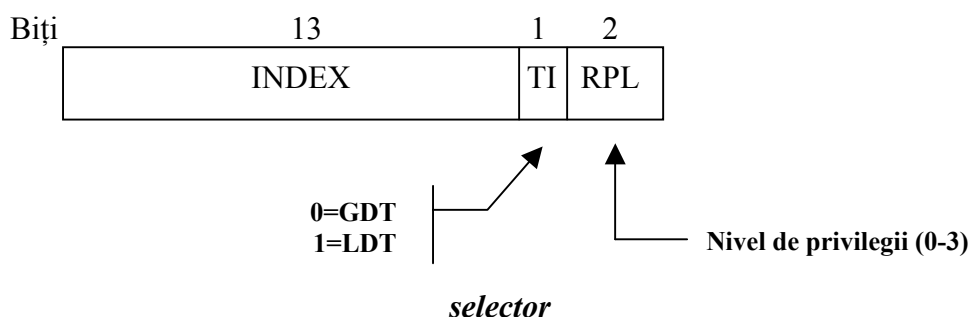 Biți 13 1 2
INDEX TI RPL
0=GDT
1=LDT
Nivel de privilegii (0-3)
selector